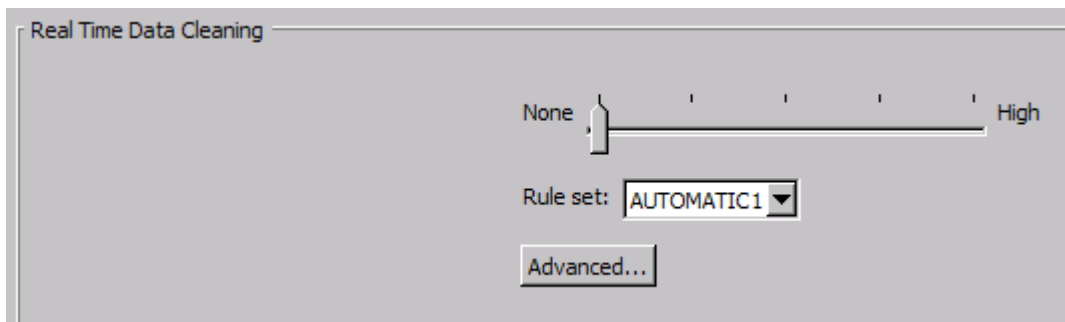 Real Time Data Cleaning
None High
Rule set: AUTOMATIC1
Advanced...